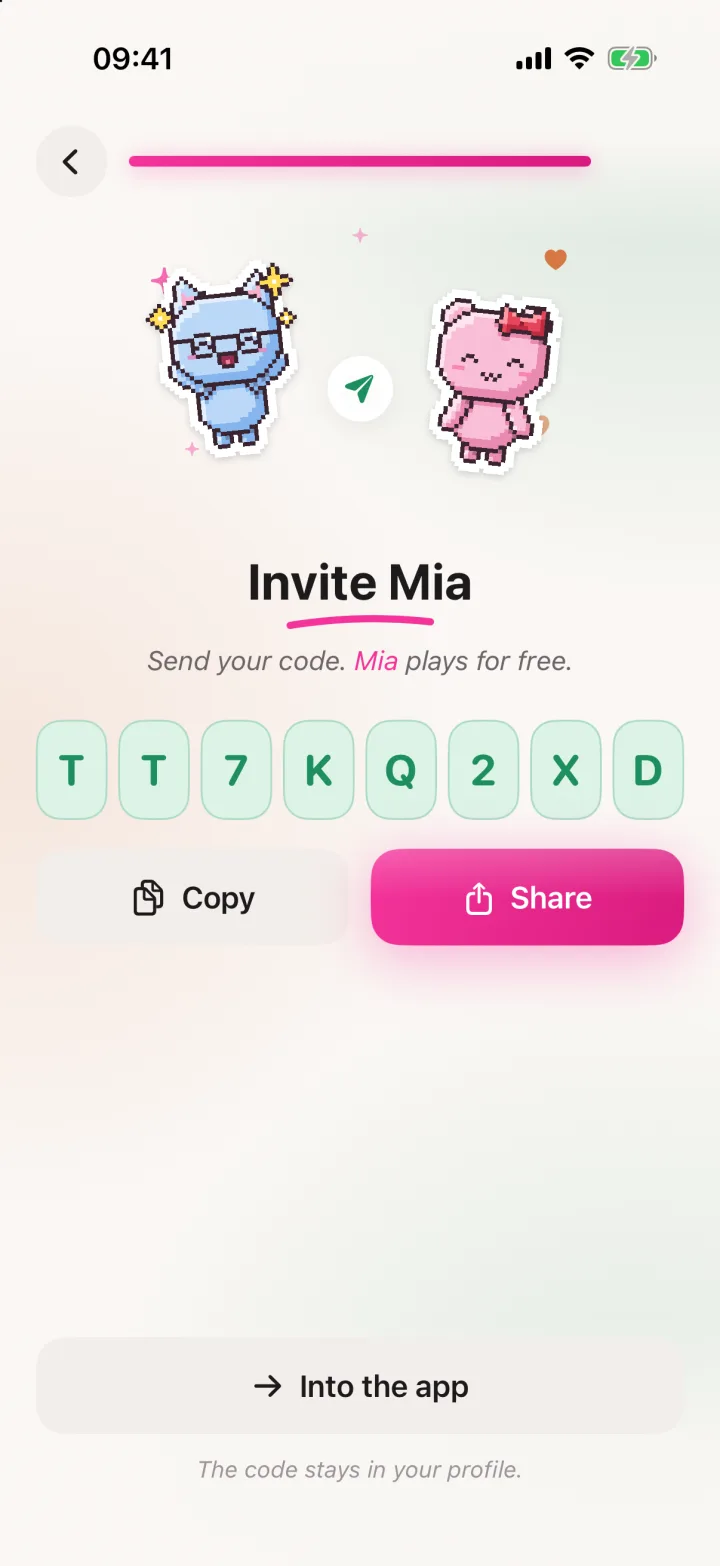 09:41
Invite Mia
Send your code. Mia plays for free.
T T 7 K Q 2 X D
Copy Share
Into the app
The code stays in your profile.